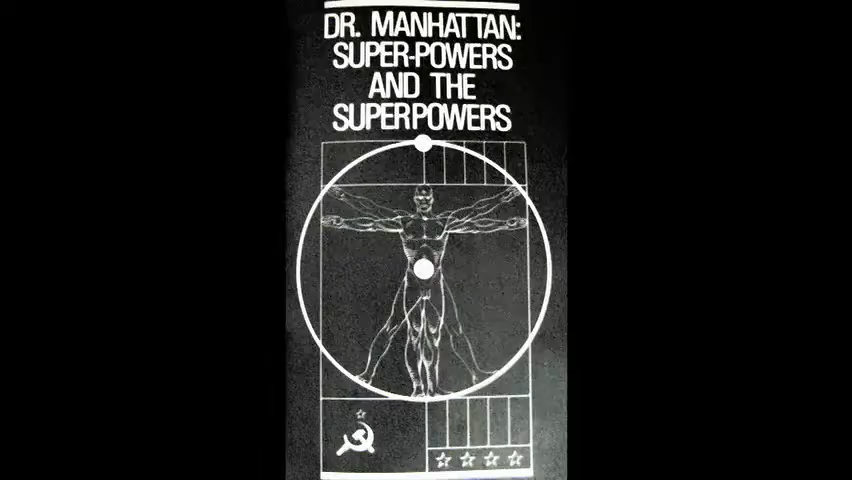 DR. MANHATTAN:
SUPER-POWERS
AND THE
SUPERPOWERS